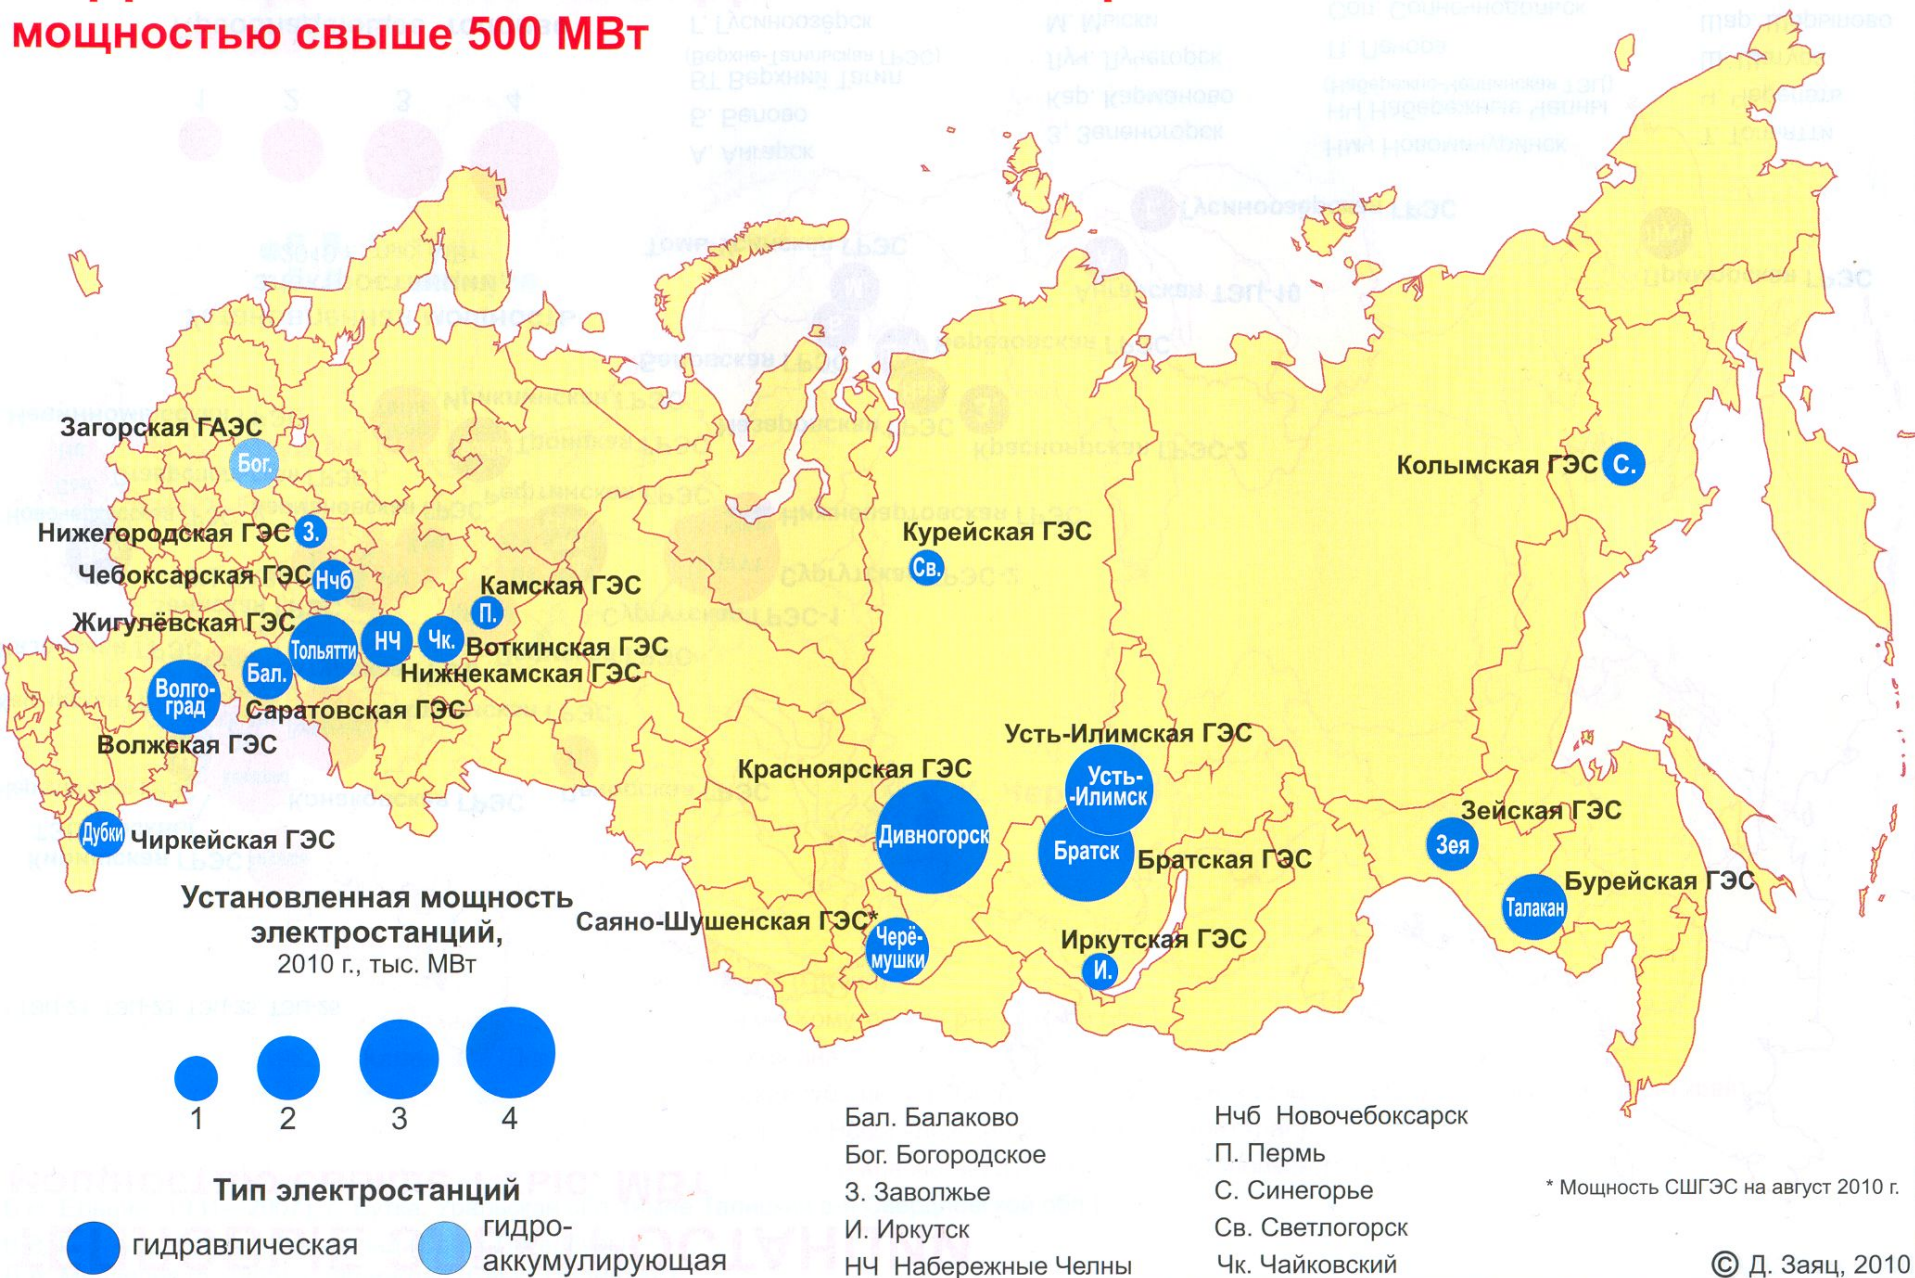 мощностью свыше 500 МВт
Загорская ГАЭС
Бог.
Нижегородская ГЭС
З.
Чебоксарская ГЭС
Нчб
Жигулёвская ГЭС
Тольятти
НЧ
Чк.
Камская ГЭС
П.
Воткинская ГЭС
Нижнекамская ГЭС
Бал.
Саратовская ГЭС
Волго-
град
Волжская ГЭС
Дубки
Чиркейская ГЭС
Курейская ГЭС
Св.
Колымская ГЭС
С.
Усть-Илимская ГЭС
Усть-
-Илимск
Красноярская ГЭС
Дивногорск
Братск
Братская ГЭС
Саяно-Шушенская ГЭС*
Черё-
мушки
Иркутская ГЭС
И.
Зейская ГЭС
Зея
Бурейская ГЭС
Талакан
Установленная мощность
электростанций,
2010 г., тыс. МВт
1
2
3
4
Тип электростанций
гидравлическая
гидро-
аккумулирующая
Бал. Балаково
Бог. Богородское
З. Заволжье
И. Иркутск
НЧ Набережные Челны
Нчб Новочебоксарск
П. Пермь
С. Синегорье
Св. Светлогорск
Чк. Чайковский
* Мощность СШГЭС на август 2010 г.
© Д. Заяц, 2010